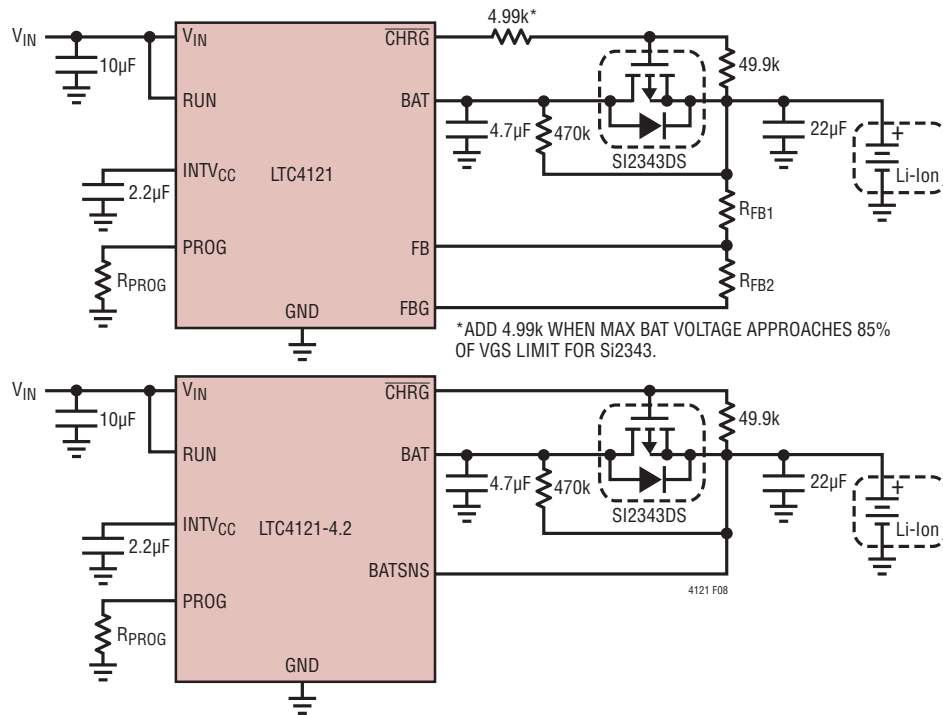 4.99k*
VIN
VIN
CHRG
10µF
49.9k
RUN
BAT
4.7µF
470k
22µF
+
SI2343DS
Li-Ion
INTVCC
LTC4121
2.2µF
RFB1
PROG
FB
RPROG
RFB2
GND
FBG
*ADD 4.99k WHEN MAX BAT VOLTAGE APPROACHES 85%
OF VGS LIMIT FOR Si2343.
VIN
VIN
CHRG
10µF
49.9k
RUN
BAT
4.7µF
470k
22µF
+
SI2343DS
Li-Ion
INTVCC
LTC4121-4.2
2.2µF
BATSNS
4121 F08
PROG
RPROG
GND